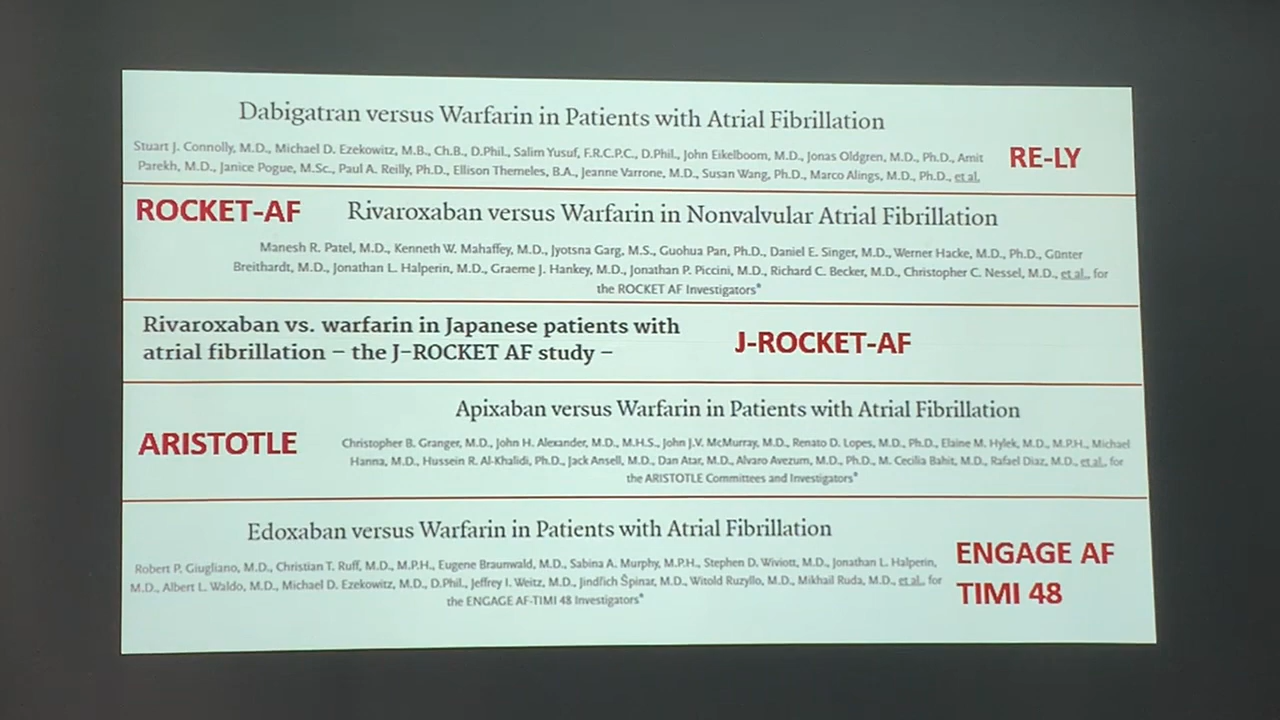 Dabigatran versus Warfarin in Patients with Atrial Fibrillation
Stuart J. Connolly, M.D., Michael D. Ezekowitz, M.B., Ch.B., D.Phil., Salim Yusuf, F.R.C.P.C., D.Phil., John Eikelboom, M.D., Jonas Oldgren, M.D., Ph.D., Amit
Parekh, M.D., Janice Pogue, M.Sc., Paul A. Reilly, Ph.D., Ellison Themeles, B.A., Jeanne Varrone, M.D., Susan Wang, Ph.D., Marco Alings, M.D., Ph.D., et al.
RE-LY
ROCKET-AF
Rivaroxaban versus Warfarin in Nonvalvular Atrial Fibrillation
Manesh R. Patel, M.D., Kenneth W. Mahaffey, M.D., Jyotsna Garg, M.S., Guohua Pan, Ph.D., Daniel E. Singer, M.D., Werner Hacke, M.D., Ph.D., Günter
Breithardt, M.D., Jonathan L. Halperin, M.D., Graeme J. Hankey, M.D., Jonathan P. Piccini, M.D., Richard C. Becker, M.D., Christopher C. Nessel, M.D., et al., for
the ROCKET AF Investigators*
Rivaroxaban vs. warfarin in Japanese patients with
atrial fibrillation – the J-ROCKET AF study –
J-ROCKET-AF
Apixaban versus Warfarin in Patients with Atrial Fibrillation
ARISTOTLE
Christopher B. Granger, M.D., John H. Alexander, M.D., M.H.S., John J.V. McMurray, M.D., Renato D. Lopes, M.D., Ph.D., Elaine M. Hylek, M.D., M.P.H., Michael
Hanna, M.D., Hussein R. Al-Khalidi, Ph.D., Jack Ansell, M.D., Dan Atar, M.D., Alvaro Avezum, M.D., Ph.D., M. Cecilia Bahit, M.D., Rafael Diaz, M.D., et al., for
the ARISTOTLE Committees and Investigators*
Edoxaban versus Warfarin in Patients with Atrial Fibrillation
Robert P. Giugliano, M.D., Christian T. Ruff, M.D., M.P.H., Eugene Braunwald, M.D., Sabina A. Murphy, M.P.H., Stephen D. Wiviott, M.D., Jonathan L. Halperin,
M.D., Albert L. Waldo, M.D., Michael D. Ezekowitz, M.D., D.Phil., Jeffrey I. Weitz, M.D., Jindřich Špinar, M.D., Witold Ruzyllo, M.D., Mikhail Ruda, M.D., et al., for
the ENGAGE AF-TIMI 48 Investigators*
ENGAGE AF
TIMI 48